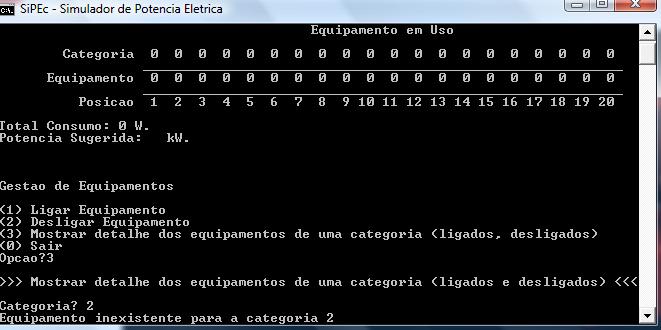 SiPEc - Simulador de Potencia Eletrica
Equipamento em Uso
Categoria 0 0 0 0 0 0 0 0 0 0 0 0 0 0 0 0 0 0 0 0
Equipamento 0 0 0 0 0 0 0 0 0 0 0 0 0 0 0 0 0 0 0 0
Posicao 1 2 3 4 5 6 7 8 9 10 11 12 13 14 15 16 17 18 19 20
Total Consumo: 0 W.
Potencia Sugerida: kW.
Gestao de Equipamentos
(1) Ligar Equipamento
(2) Desligar Equipamento
(3) Mostrar detalhe dos equipamentos de uma categoria (ligados, desligados)
(0) Sair
Opcao?3
>>> Mostrar detalhe dos equipamentos de uma categoria (ligados e desligados) <<<
Categoria? 2
Equipamento inexistente para a categoria 2